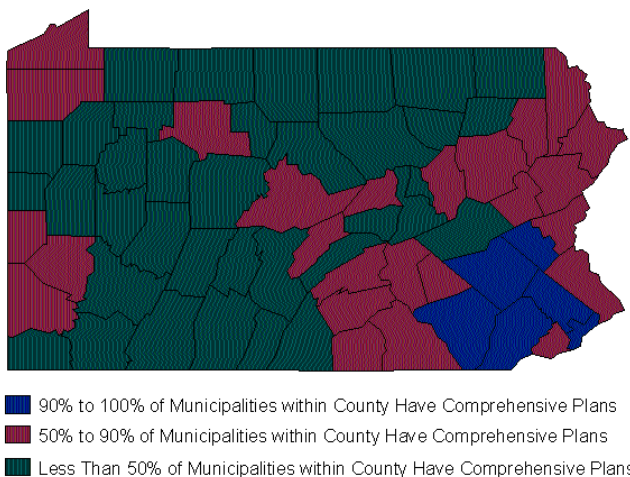 90% to 100% of Municipalities within County Have Comprehensive Plans
50% to 90% of Municipalities within County Have Comprehensive Plans
Less Than 50% of Municipalities within County Have Comprehensive Plans